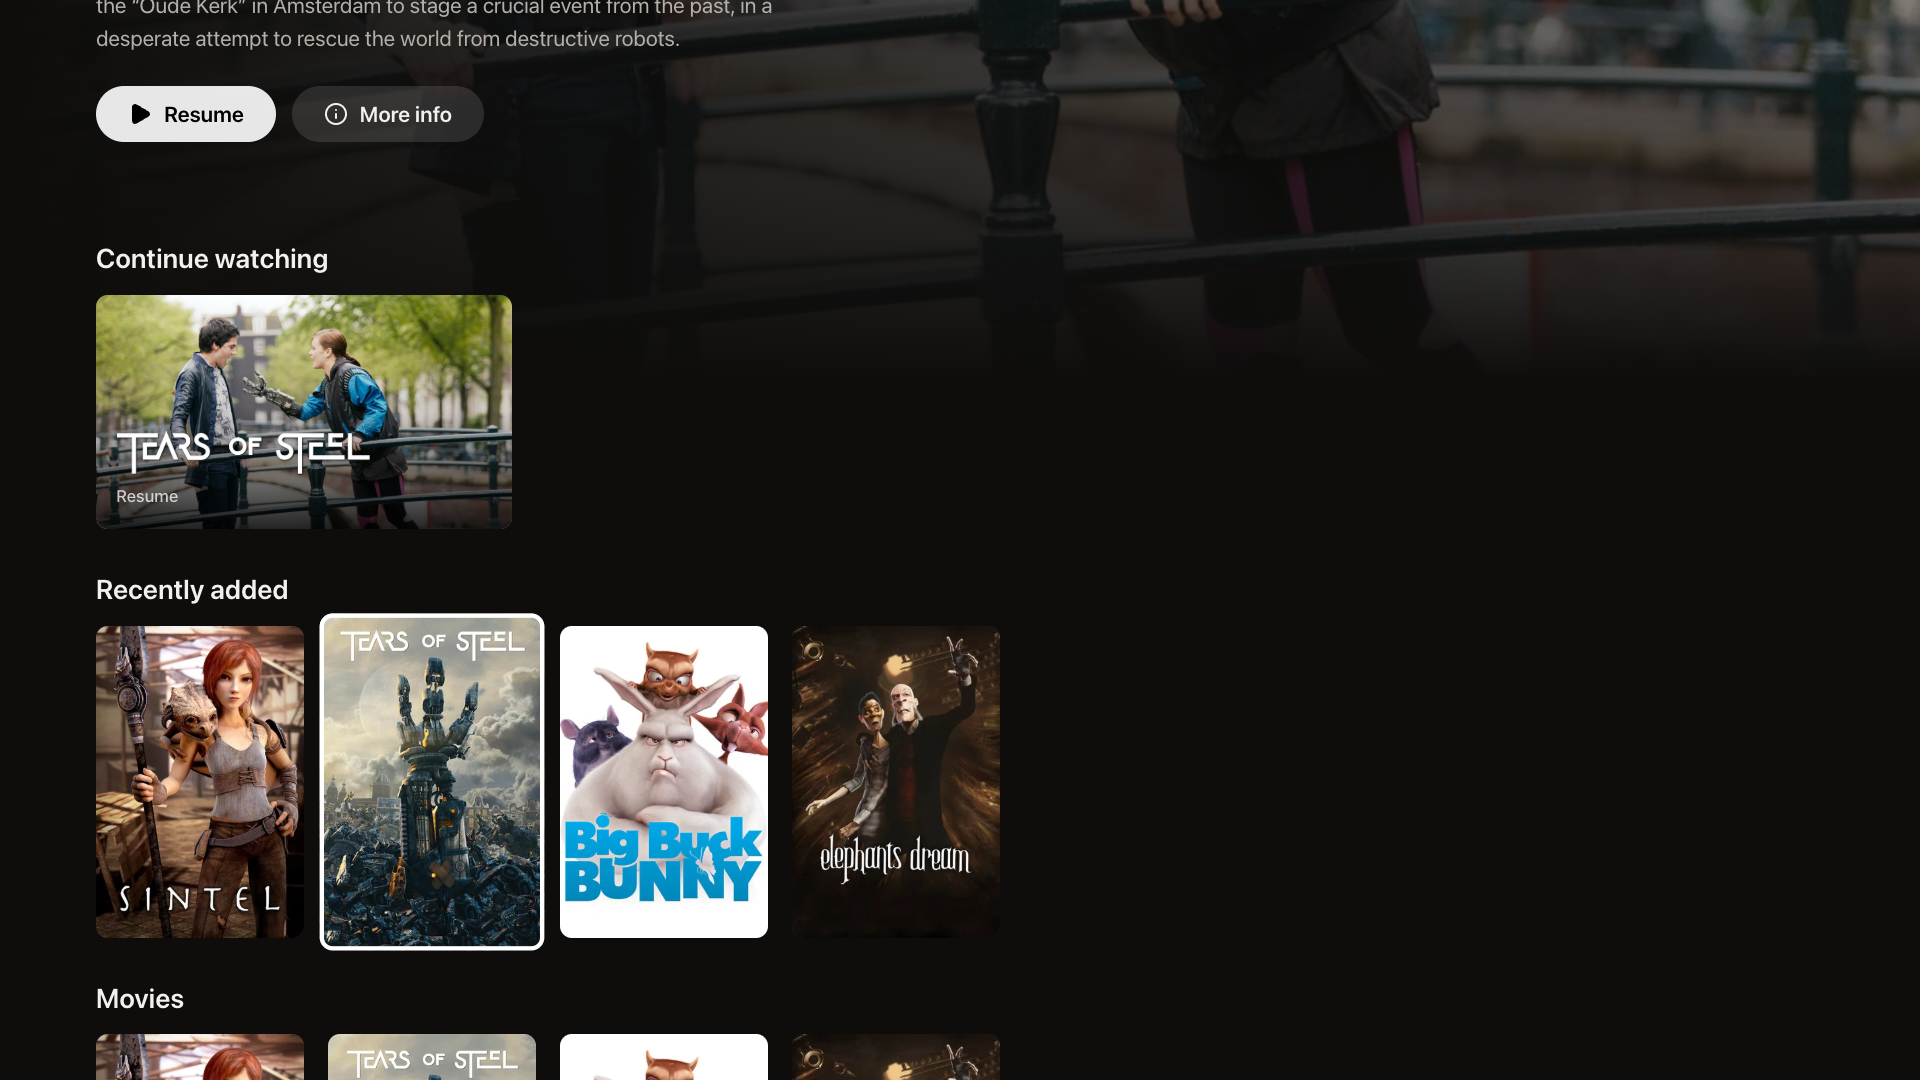 the “Oude Kerk” in Amsterdam to stage a crucial event from the past, in a
desperate attempt to rescue the world from destructive robots.
Resume
More info
Continue watching
TEARS OF STEEL
Resume
Recently added
SINTEL
TEARS OF STEEL
Big Buck
BUNNY
elephants dream
Movies
TEARS OF STEEL